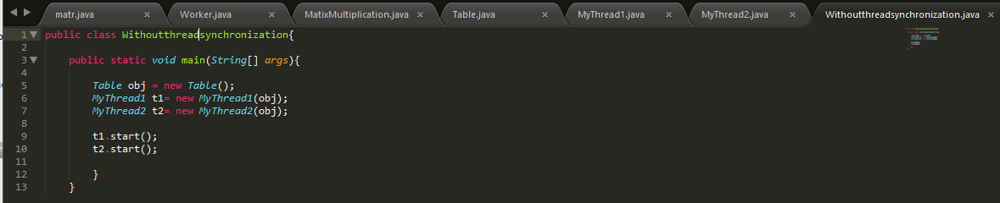 matr.java × Worker.java × MatixMultiplication.java × Table.java × MyThread1.java × MyThread2.java × Withoutthreadsynchronization.java ×
1 public class Withoutthreadsynchronization{
2
3 public static void main(String[] args){
4
5 Table obj = new Table();
6 MyThread1 t1= new MyThread1(obj);
7 MyThread2 t2= new MyThread2(obj);
8
9 t1.start();
10 t2.start();
11
12 }
13 }